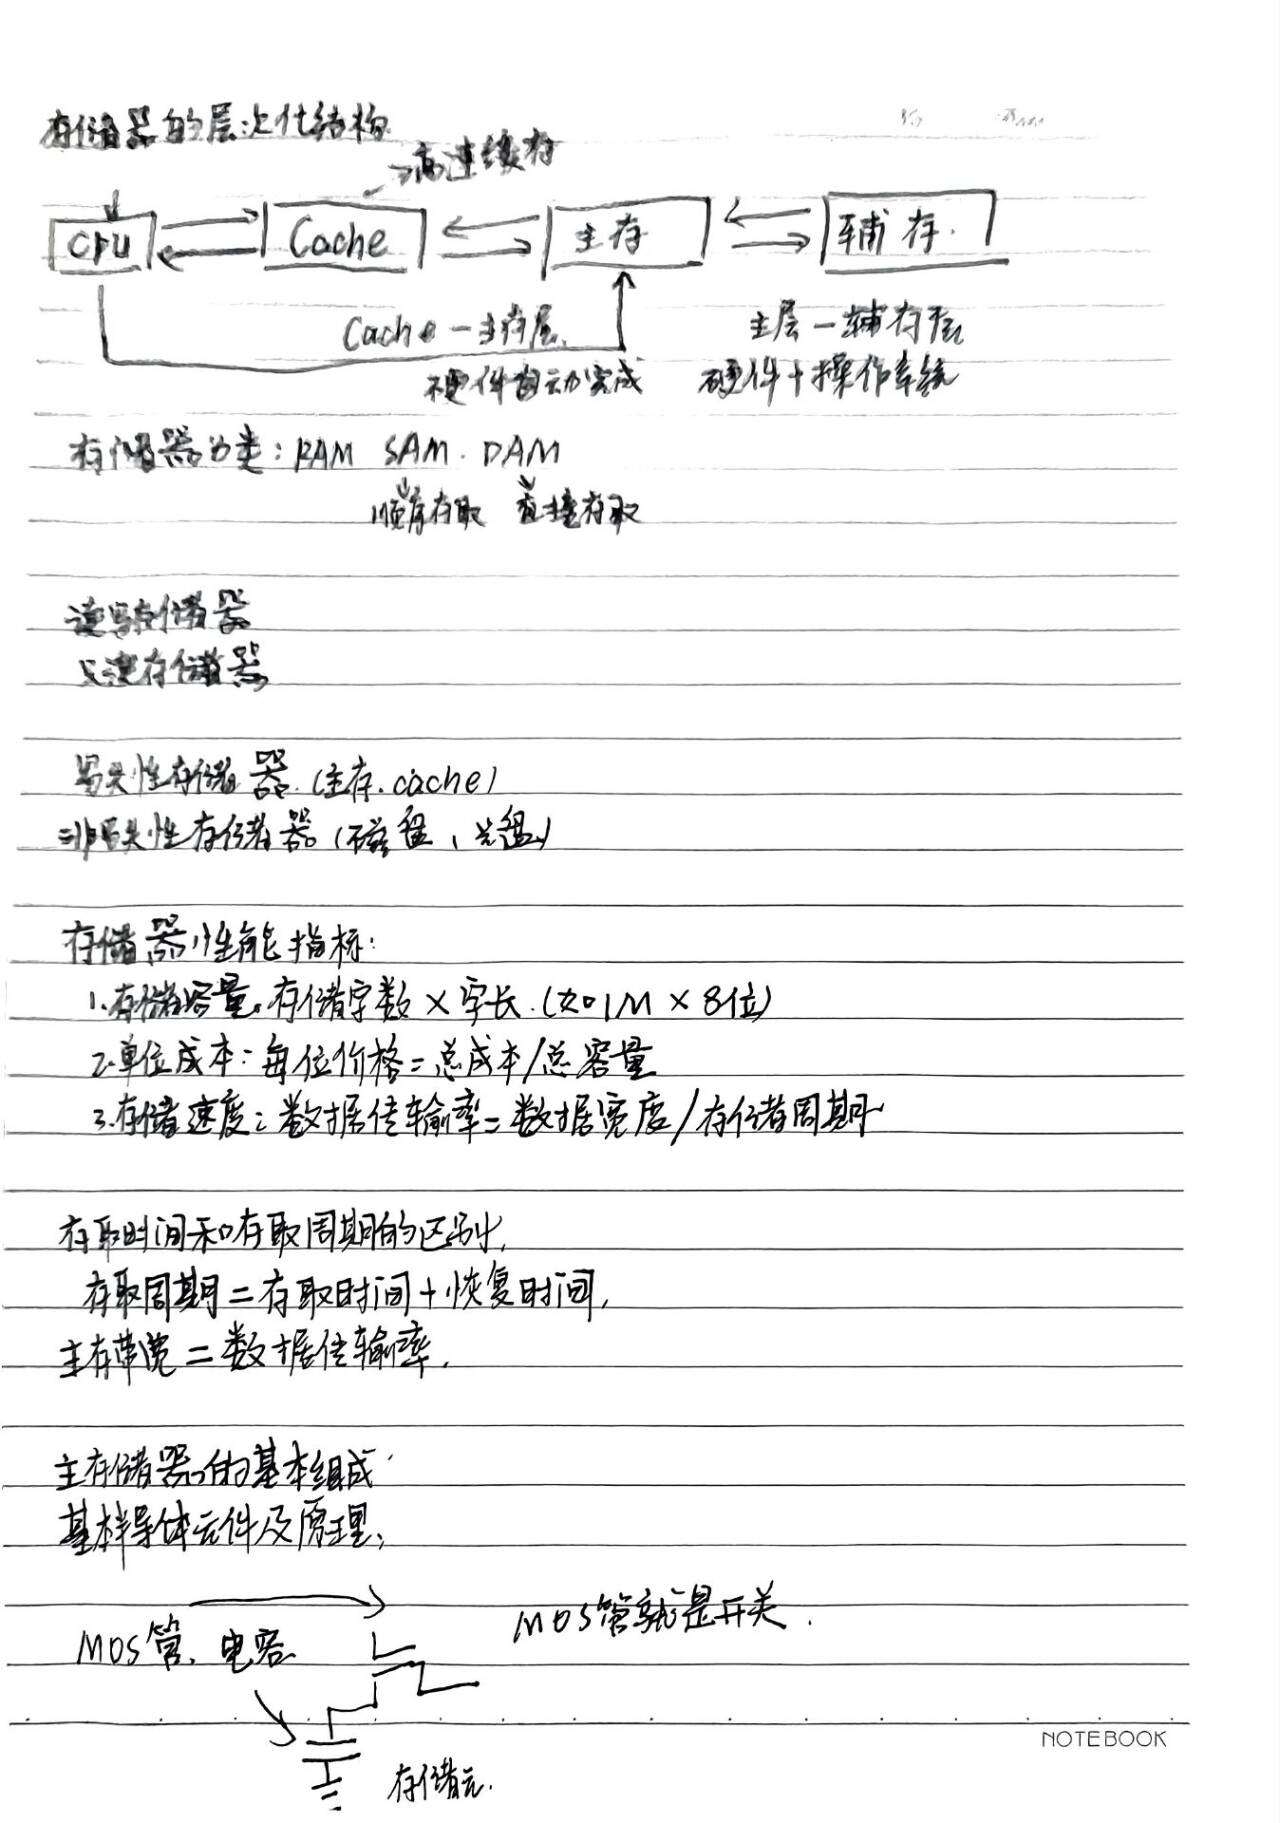 存储器的层次化结构
高速缓存
CPU Cache 主存 辅存.
Cache-主存层 主层-辅存层
硬件自动完成 硬件+操作系统
存储器分类: RAM SAM. DAM
顺序存取 直接存取
读写存储器
只读存储器
易失性存储器.(主存.cache)
非易失性存储器(磁盘,光盘)
存储器性能指标:
1.存储容量.存储字数×字长.(如1M×8位)
2.单位成本:每位价格=总成本/总容量
3.存储速度:数据传输率=数据宽度/存储周期
存取时间和存取周期的区别,
存取周期=存取时间+恢复时间,
主存带宽=数据传输率.
主存储器的基本组成
基本半导体元件及原理;
MOS管就是开关.
MOS管、电容
NOTEBOOK
存储元.